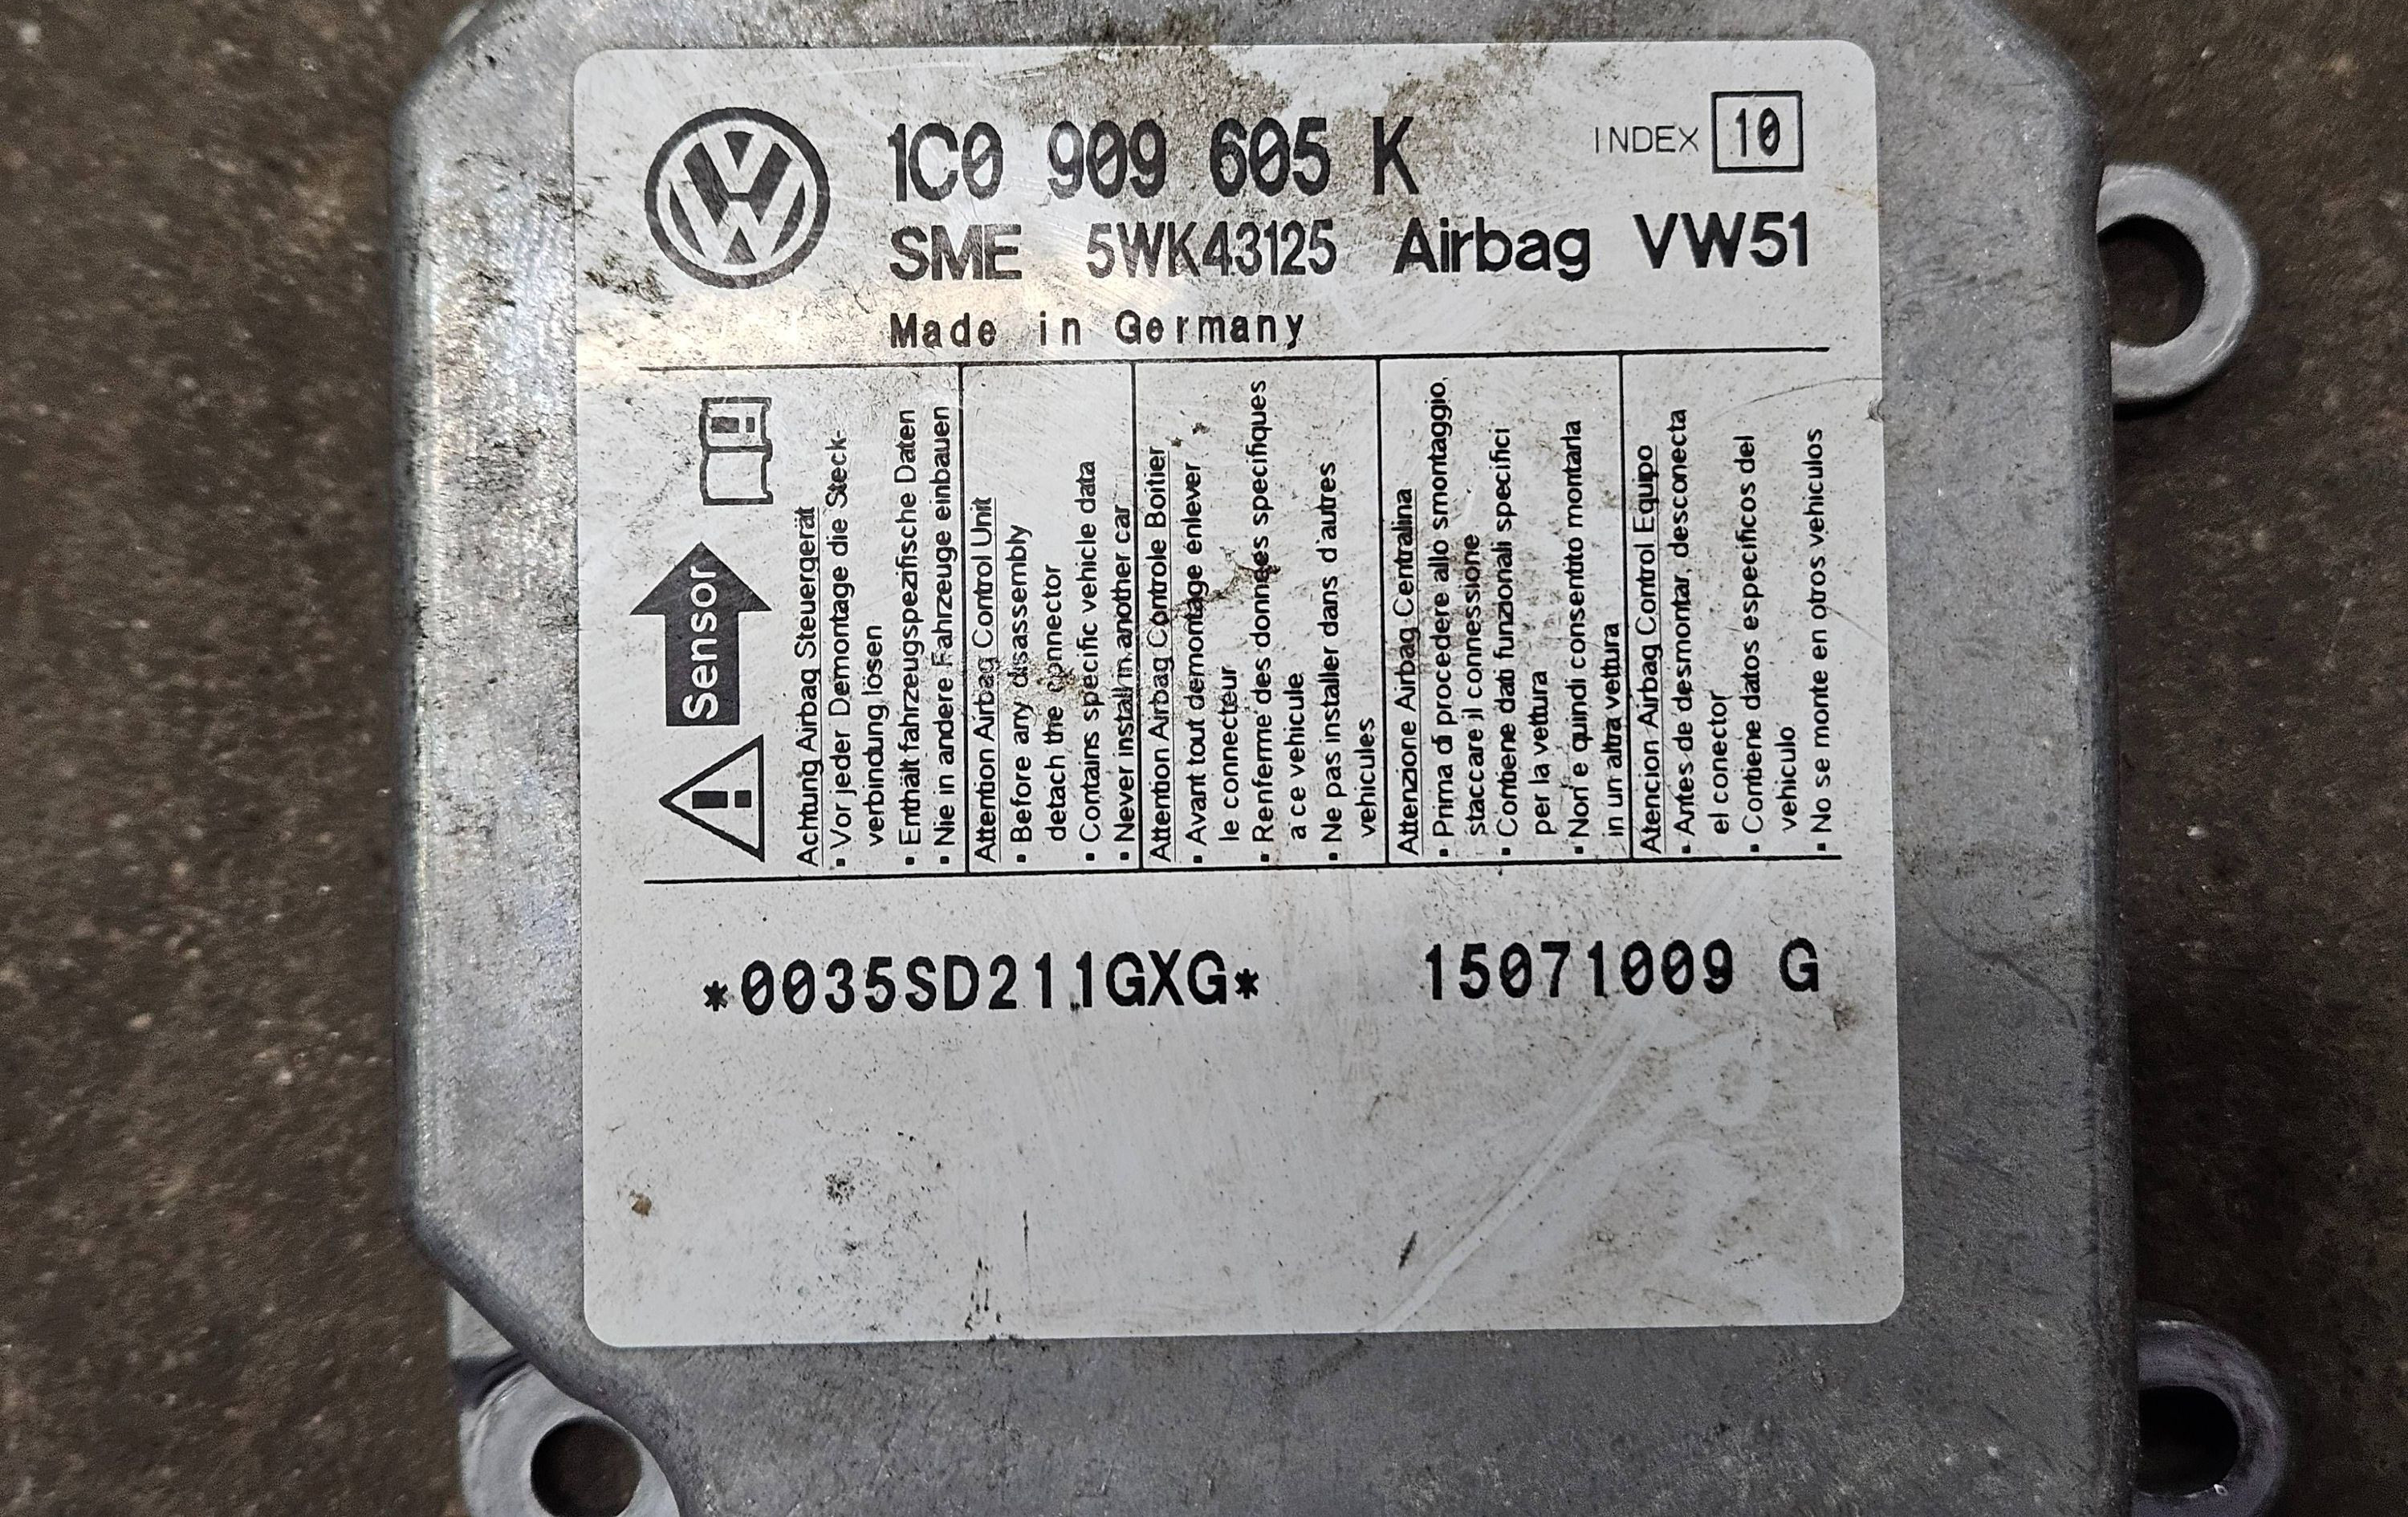 1C0 909 605 K
INDEX 10
SME 5WK43125 Airbag VW51
Made in Germany
Sensor
Achtung Airbag Steuergerät
• Vor jeder Demontage die Steck-
verbindung lösen
• Enthält fahrzeugspezifische Daten
• Nie in andere Fahrzeuge einbauen
Attention Airbag Control Unit
• Before any disassembly
detach the connector
• Contains specific vehicle data
• Never install in another car
Attention Airbag Controle Boitier
• Avant tout demontage enlever
le connecteur
• Renferme des données specifiques
a ce vehicule
• Ne pas installer dans d'autres
vehicules
Attenzione Airbag Centralina
• Prima di procedere allo smontaggio,
staccare il connessione
• Contiene dati funzionali specifici
per la vettura
• Non e quindi consentito montarla
in un altra vettura
Atencion Airbag Control Equipo
• Antes de desmontar, desconecta
el conector
• Contiene datos especificos del
vehiculo
• No se monte en otros vehiculos
*0035SD211GXG* 15071009 G